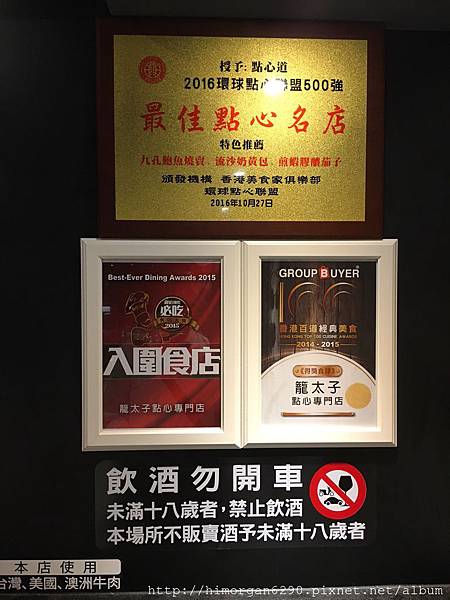 授予: 點心道
2016環球點心聯盟500強
最佳點心名店
特色推薦
九孔鮑魚燒賣、流沙奶黃包、煎蝦膠釀茄子
頒發機構 香港美食家俱樂部
環球點心聯盟
2016年10月27日
Best-Ever Dining Awards 2015
必吃
2015
入圍食店
龍太子點心專門店
GROUP BUYER
100
香港百道經典美食
HONG KONG TOP 100 CUISINE AWARDS
2014 - 2015
《得獎食肆》
龍太子
點心專門店
飲酒勿開車
未滿十八歲者，禁止飲酒
本場所不販賣酒予未滿十八歲者
本店使用
台灣、美國、澳洲牛肉
http://himorgan6290.pixnet.net/album